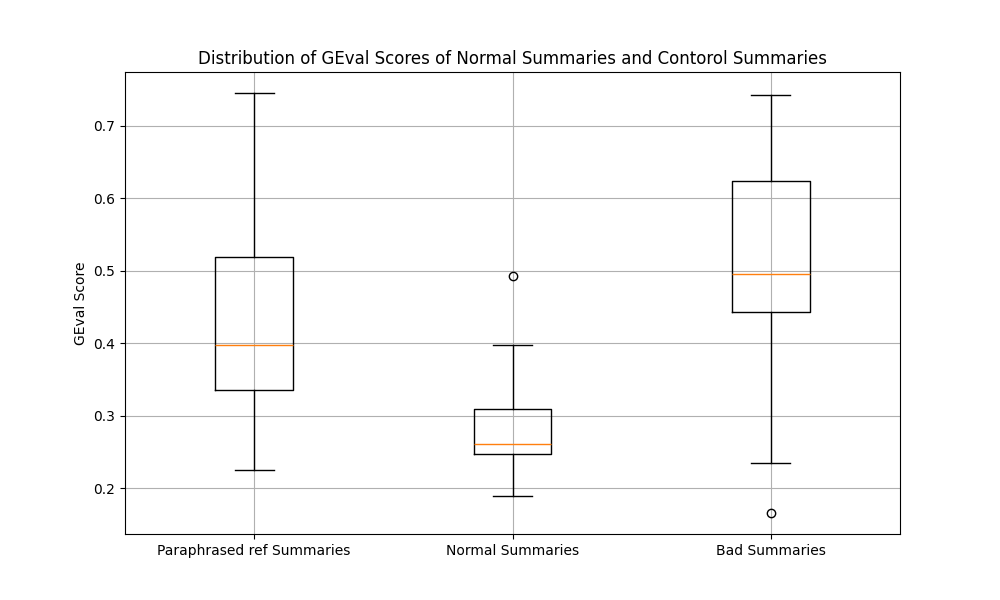 Distribution of GEval Scores of Normal Summaries and Contorol Summaries
GEval Score
0.7
0.6
0.5
0.4
0.3
0.2
Paraphrased ref Summaries
Normal Summaries
Bad Summaries